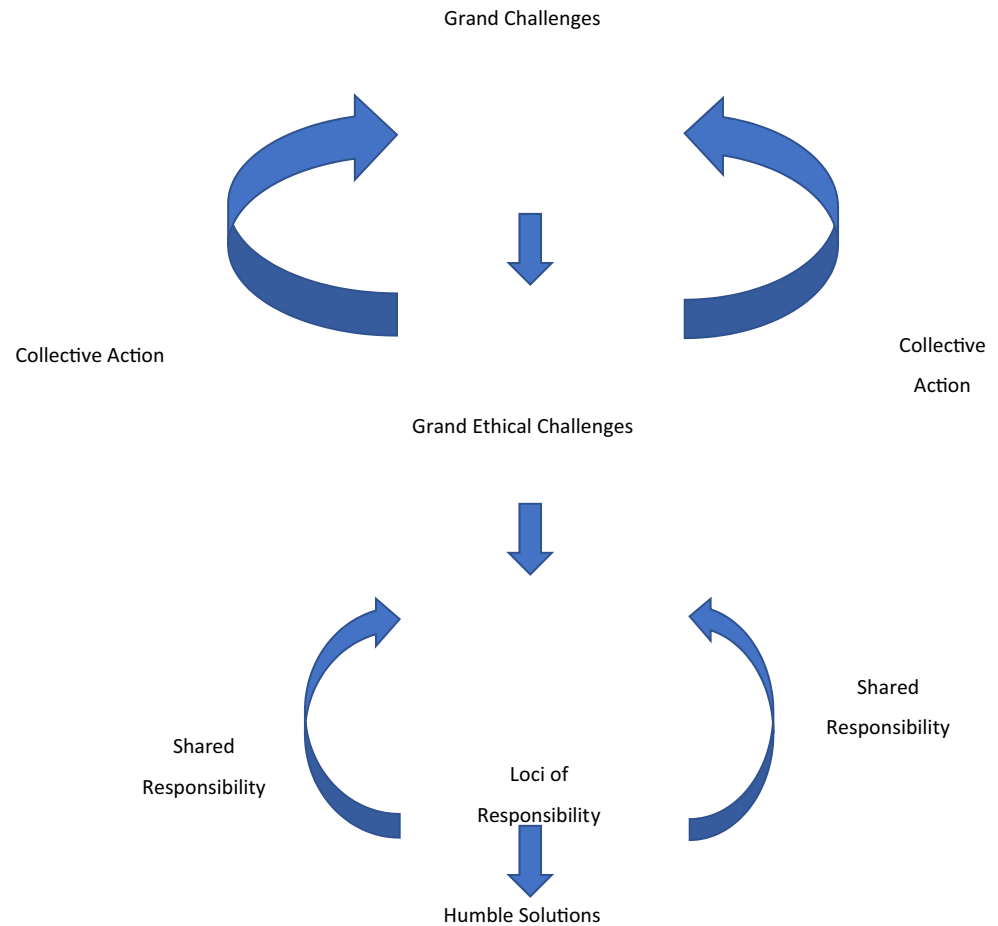 Grand Challenges
Collective Action
Collective
Action
Grand Ethical Challenges
Shared
Responsibility
Shared
Responsibility
Loci of
Responsibility
Humble Solutions